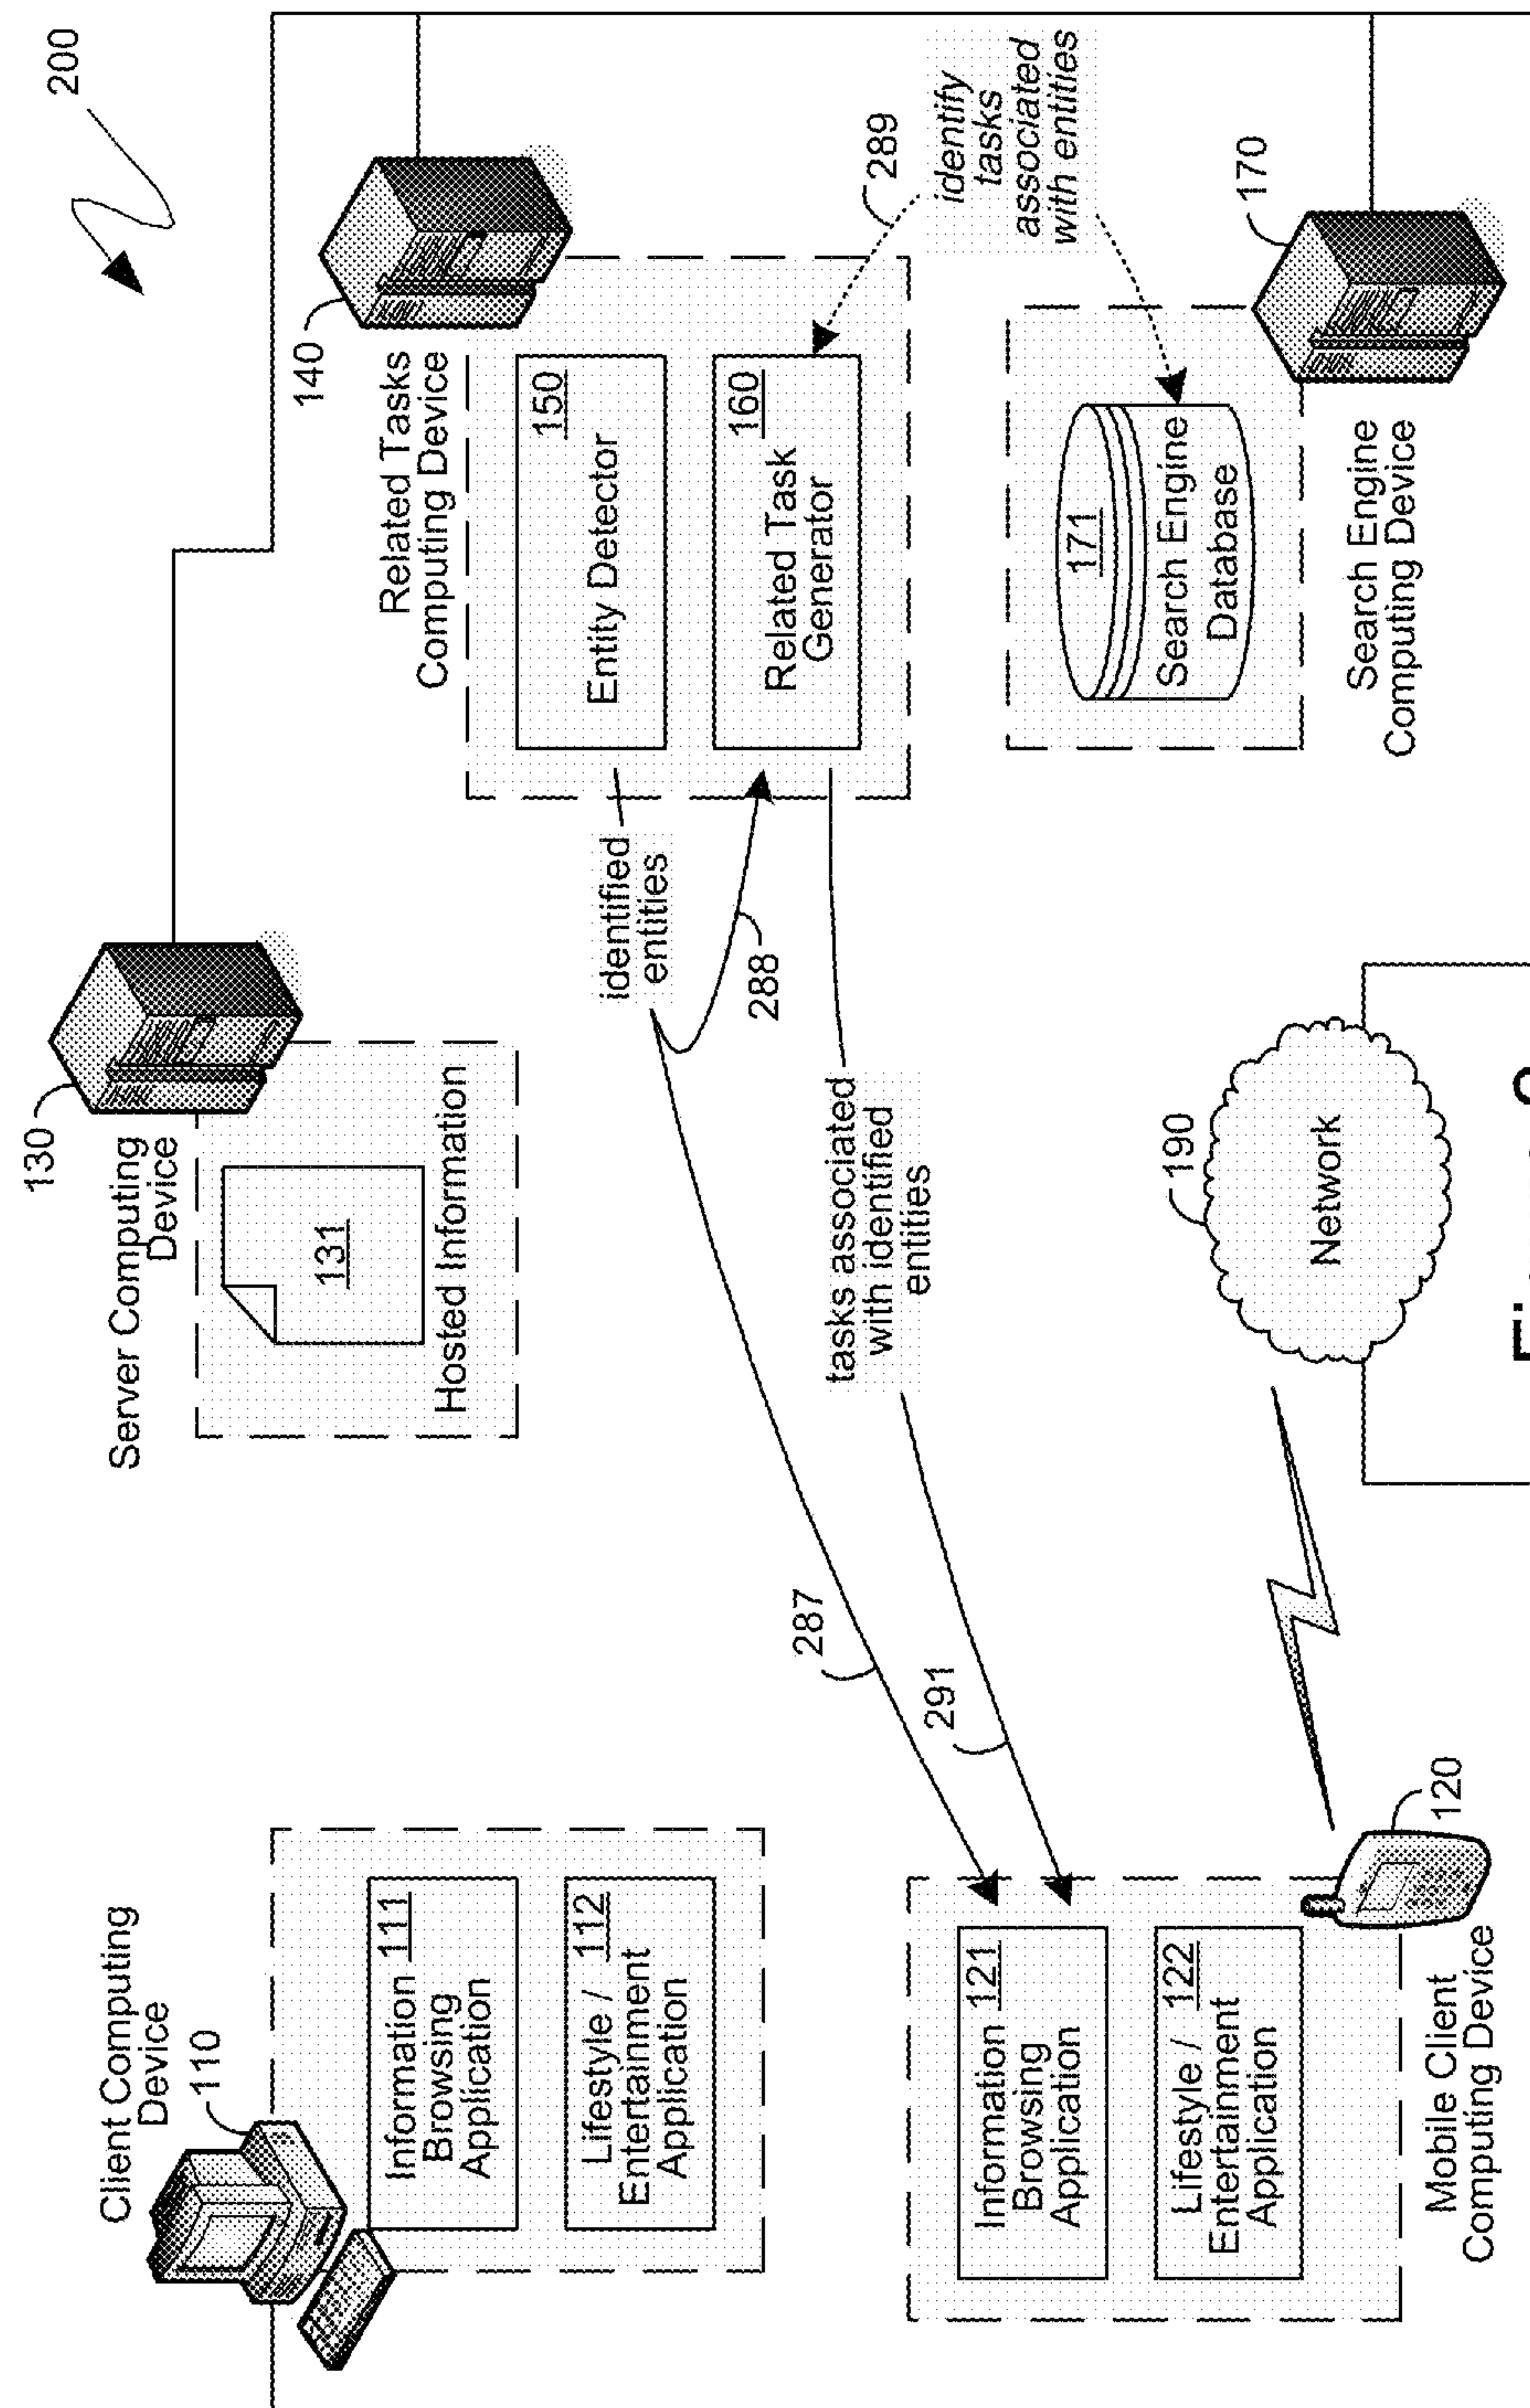 200
Client Computing
Device
110
Information 111
Browsing
Application
Lifestyle / 112
Entertainment
Application
Server Computing
Device
130
131
Hosted Information
Related Tasks
Computing Device
140
150
Entity Detector
160
Related Task
Generator
identified
entities
288
287
289
identify
tasks
associated
with entities
tasks associated
with identified
entities
291
Information 121
Browsing
Application
Lifestyle / 122
Entertainment
Application
Mobile Client
Computing Device
120
190
Network
171
Search Engine
Database
170
Search Engine
Computing Device